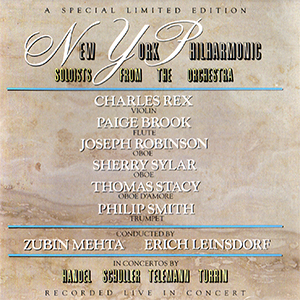 A SPECIAL LIMITED EDITION
NEW YORK PHILHARMONIC
SOLOISTS FROM THE ORCHESTRA
CHARLES REX
VIOLIN
PAIGE BROOK
FLUTE
JOSEPH ROBINSON
OBOE
SHERRY SYLAR
OBOE
THOMAS STACY
OBOE D'AMORE
PHILIP SMITH
TRUMPET
CONDUCTED BY
ZUBIN MEHTA ERICH LEINSDORF
IN CONCERTOS BY
HANDEL SCHULLER TELEMANN TURRIN
RECORDED LIVE IN CONCERT